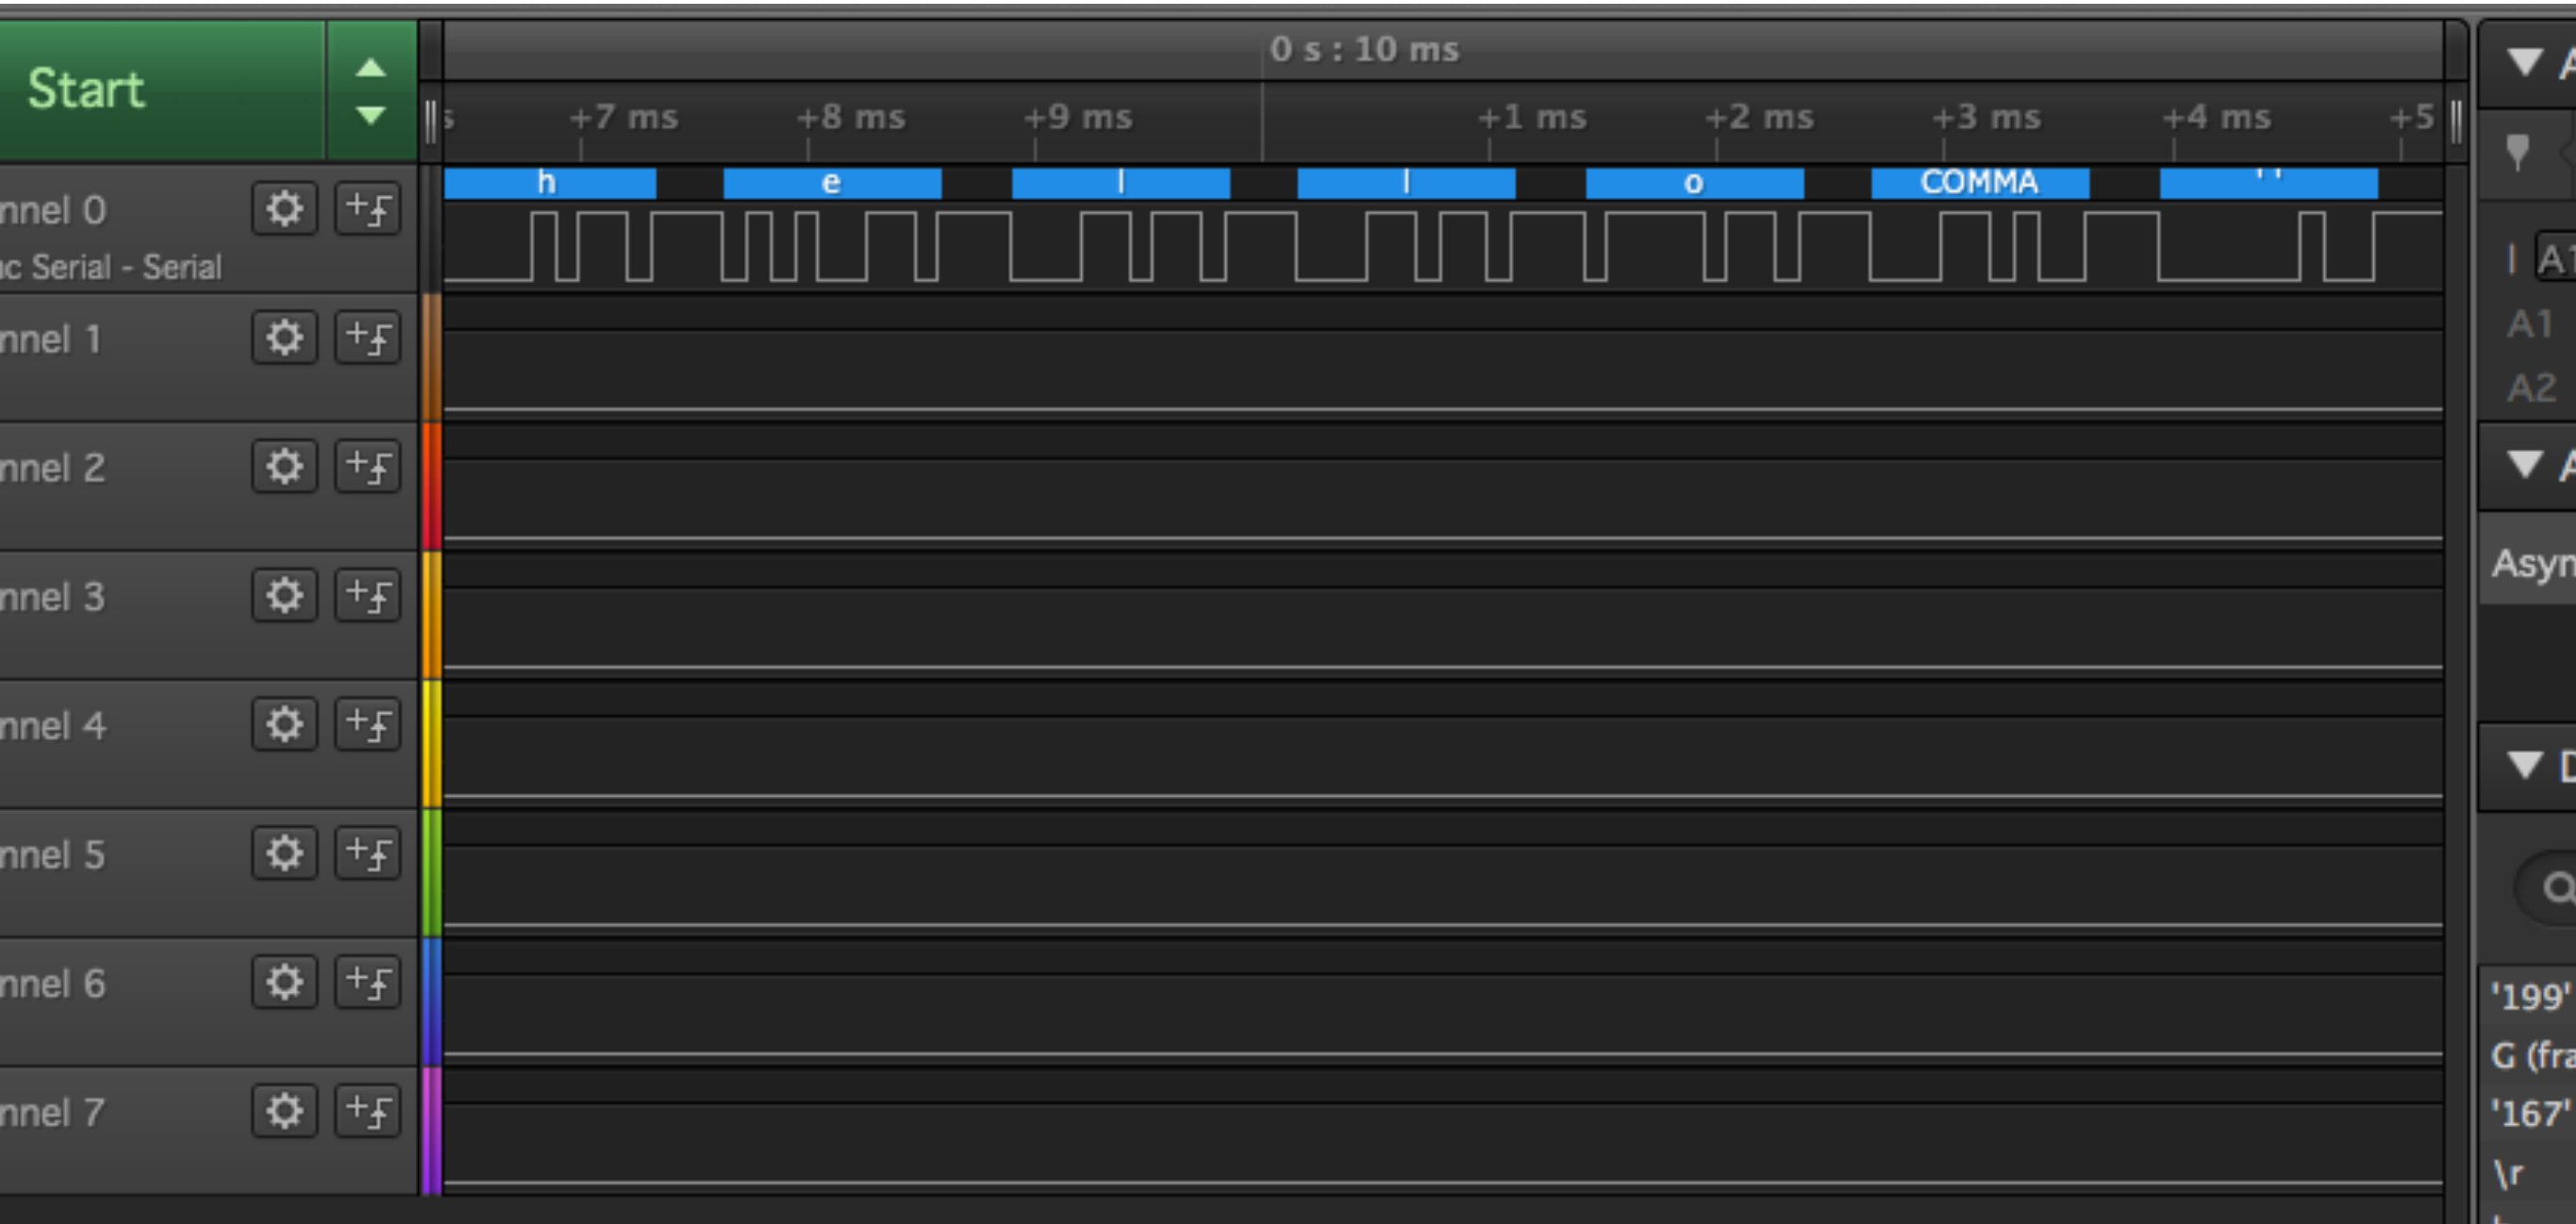 0 s : 10 ms
Start
s +7 ms +8 ms +9 ms +1 ms +2 ms +3 ms +4 ms +5
h e l l o COMMA ' '
nnel 0
nc Serial - Serial
nnel 1
nnel 2
nnel 3
nnel 4
nnel 5
nnel 6
nnel 7
A
I A1
A1
A2
A
Asyn
D
'199'
G (fra
'167'
\r